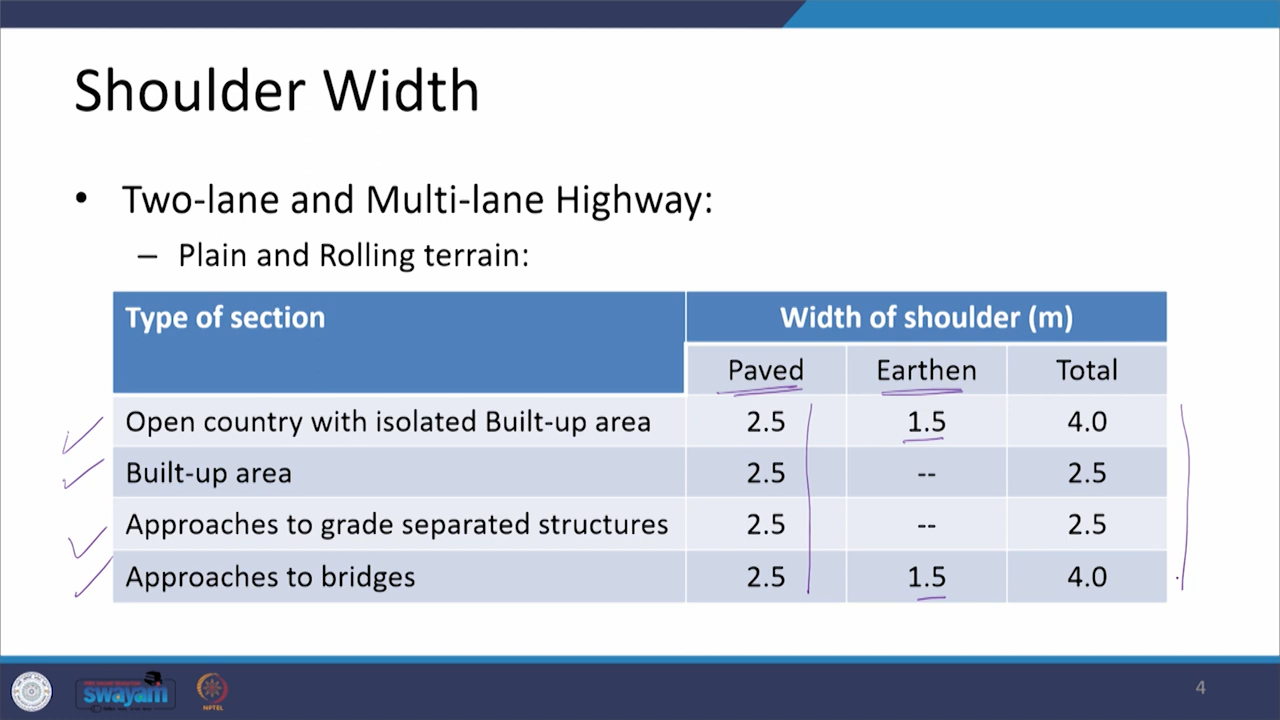 Shoulder Width
• Two-lane and Multi-lane Highway:
– Plain and Rolling terrain:
Type of section Width of shoulder (m)
Paved Earthen Total
Open country with isolated Built-up area 2.5 1.5 4.0
Built-up area 2.5 -- 2.5
Approaches to grade separated structures 2.5 -- 2.5
Approaches to bridges 2.5 1.5 4.0
swayam
NPTEL
4